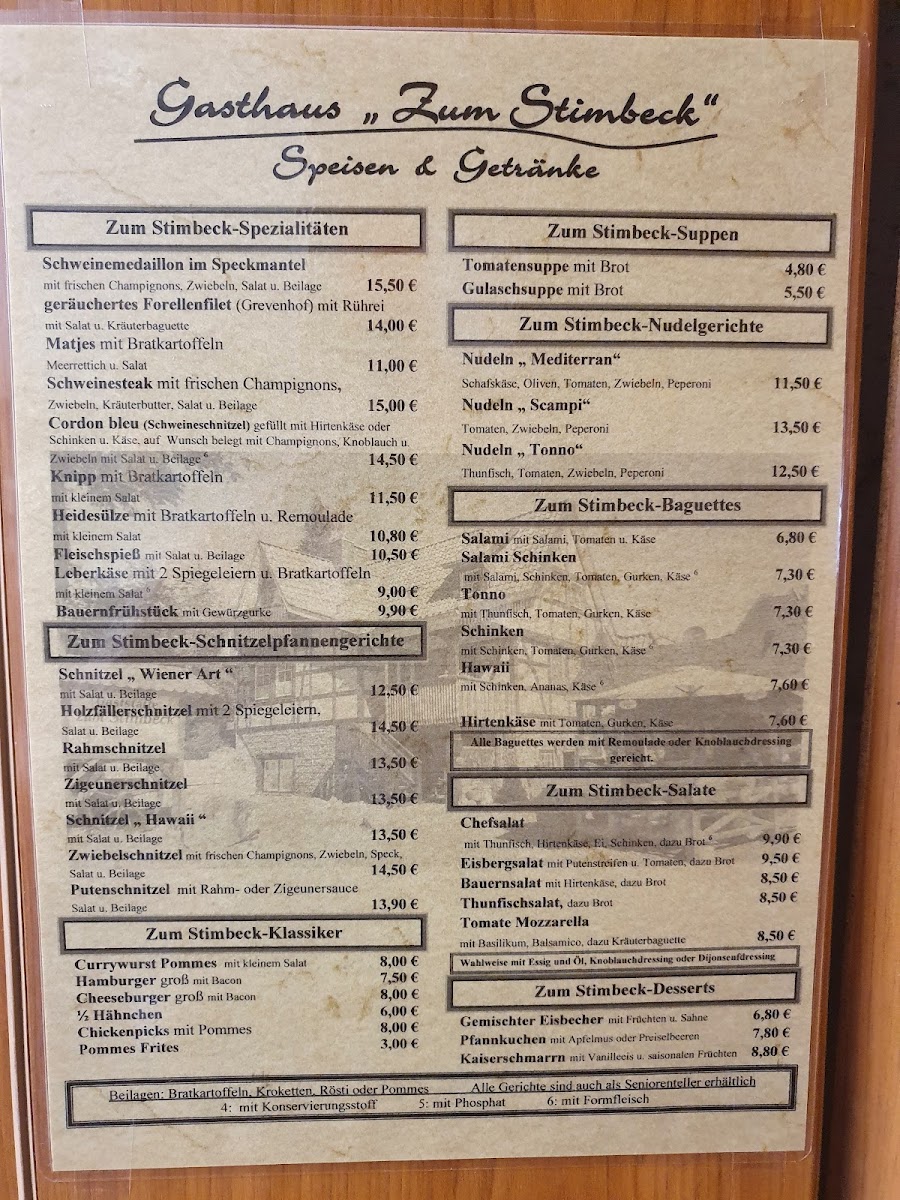 Gasthaus „ Zum Stimbeck“
Speisen & Getränke
Zum Stimbeck-Spezialitäten
Schweinemedaillon im Speckmantel
mit frischen Champignons, Zwiebeln, Salat u. Beilage 15,50 €
geräuchertes Forellenfilet (Grevenhof) mit Rührei
mit Salat u. Kräuterbaguette 14,00 €
Matjes mit Bratkartoffeln
Meerrettich u. Salat 11,00 €
Schweinesteak mit frischen Champignons,
Zwiebeln, Kräuterbutter, Salat u. Beilage 15,00 €
Cordon bleu (Schweineschnitzel) gefüllt mit Hirtenkäse oder
Schinken u. Käse, auf Wunsch belegt mit Champignons, Knoblauch u.
Zwiebeln mit Salat u. Beilage 6 14,50 €
Knipp mit Bratkartoffeln
mit kleinem Salat 11,50 €
Heidesülze mit Bratkartoffeln u. Remoulade
mit kleinem Salat 10,80 €
Fleischspieß mit Salat u. Beilage 10,50 €
Leberkäse mit 2 Spiegeleiern u. Bratkartoffeln
mit kleinem Salat 6 9,00 €
Bauernfrühstück mit Gewürzgurke 9,90 €
Zum Stimbeck-Schnitzelpfannengerichte
Schnitzel „ Wiener Art “
mit Salat u. Beilage 12,50 €
Holzfällerschnitzel mit 2 Spiegeleiern,
Salat u. Beilage 14,50 €
Rahmschnitzel
mit Salat u. Beilage 13,50 €
Zigeunerschnitzel
mit Salat u. Beilage 13,50 €
Schnitzel „ Hawaii “
mit Salat u. Beilage 13,50 €
Zwiebelschnitzel mit frischen Champignons, Zwiebeln, Speck,
Salat u. Beilage 14,50 €
Putenschnitzel mit Rahm- oder Zigeunersauce
Salat u. Beilage 13,90 €
Zum Stimbeck-Klassiker
Currywurst Pommes mit kleinem Salat 8,00 €
Hamburger groß mit Bacon 7,50 €
Cheeseburger groß mit Bacon 8,00 €
½ Hähnchen 6,00 €
Chickenpicks mit Pommes 8,00 €
Pommes Frites 3,00 €
Zum Stimbeck-Suppen
Tomatensuppe mit Brot 4,80 €
Gulaschsuppe mit Brot 5,50 €
Zum Stimbeck-Nudelgerichte
Nudeln „ Mediterran“
Schafskäse, Oliven, Tomaten, Zwiebeln, Peperoni 11,50 €
Nudeln „ Scampi“
Tomaten, Zwiebeln, Peperoni 13,50 €
Nudeln „ Tonno“
Thunfisch, Tomaten, Zwiebeln, Peperoni 12,50 €
Zum Stimbeck-Baguettes
Salami mit Salami, Tomaten u. Käse 6,80 €
Salami Schinken
mit Salami, Schinken, Tomaten, Gurken, Käse 6 7,30 €
Tonno
mit Thunfisch, Tomaten, Gurken, Käse 7,30 €
Schinken
mit Schinken, Tomaten, Gurken, Käse 6 7,30 €
Hawaii
mit Schinken, Ananas, Käse 6 7,60 €
Hirtenkäse mit Tomaten, Gurken, Käse 7,60 €
Alle Baguettes werden mit Remoulade oder Knoblauchdressing
gereicht.
Zum Stimbeck-Salate
Chefsalat
mit Thunfisch, Hirtenkäse, Ei, Schinken, dazu Brot 6 9,90 €
Eisbergsalat mit Putenstreifen u. Tomaten, dazu Brot 9,50 €
Bauernsalat mit Hirtenkäse, dazu Brot 8,50 €
Thunfischsalat, dazu Brot 8,50 €
Tomate Mozzarella
mit Basilikum, Balsamico, dazu Kräuterbaguette 8,50 €
Wahlweise mit Essig und Öl, Knoblauchdressing oder Dijonsenfdressing
Zum Stimbeck-Desserts
Gemischter Eisbecher mit Früchten u. Sahne 6,80 €
Pfannkuchen mit Apfelmus oder Preiselbeeren 7,80 €
Kaiserschmarrn mit Vanilleeis u. saisonalen Früchten 8,80 €
Beilagen: Bratkartoffeln, Kroketten, Rösti oder Pommes Alle Gerichte sind auch als Seniorenteller erhältlich
4: mit Konservierungsstoff 5: mit Phosphat 6: mit Formfleisch